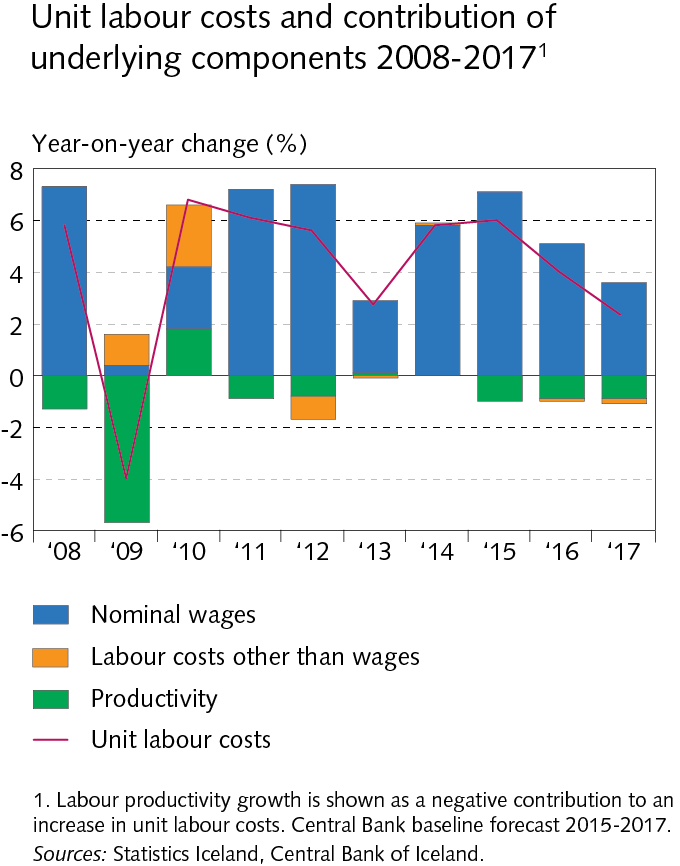 Unit labour costs and contribution of
underlying components 2008-2017¹
Year-on-year change (%)
8
6
4
2
0
-2
-4
-6
‘08 ‘09 ‘10 ‘11 ‘12 ‘13 ‘14 ‘15 ‘16 ‘17
Nominal wages
Labour costs other than wages
Productivity
Unit labour costs
1. Labour productivity growth is shown as a negative contribution to an
increase in unit labour costs. Central Bank baseline forecast 2015-2017.
Sources: Statistics Iceland, Central Bank of Iceland.